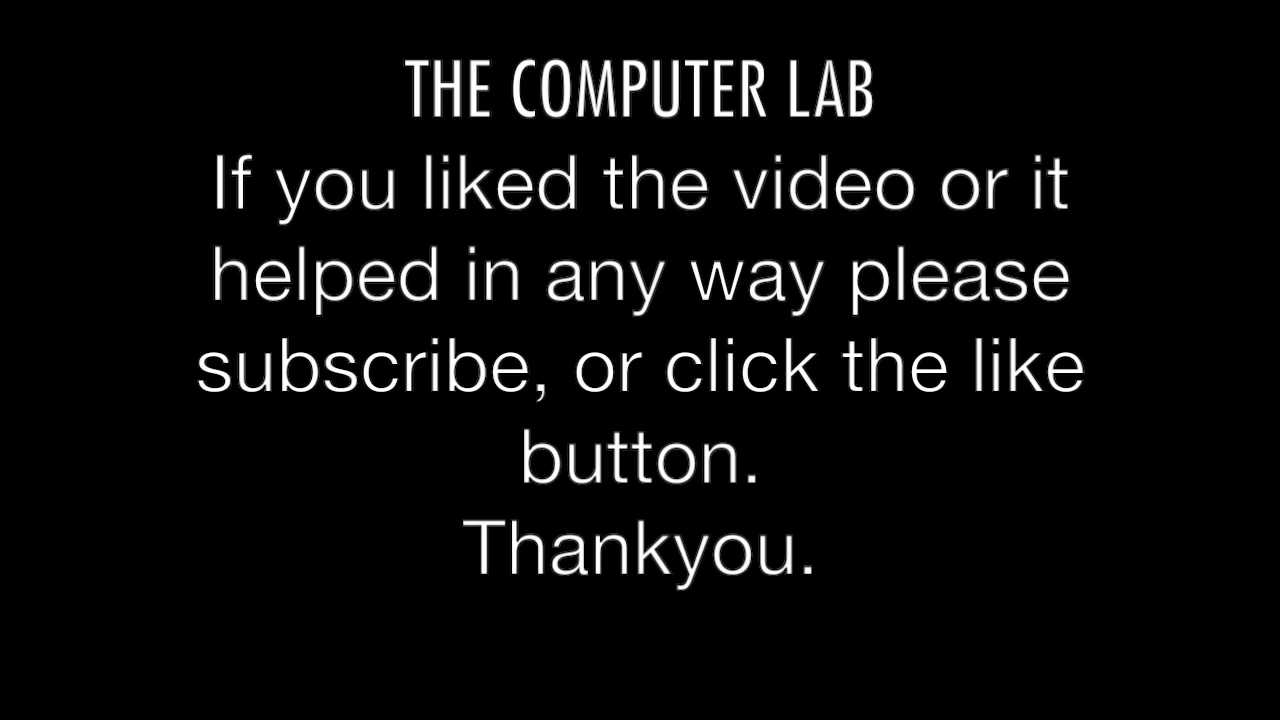 THE COMPUTER LAB
If you liked the video or it
helped in any way please
subscribe, or click the like
button.
Thankyou.